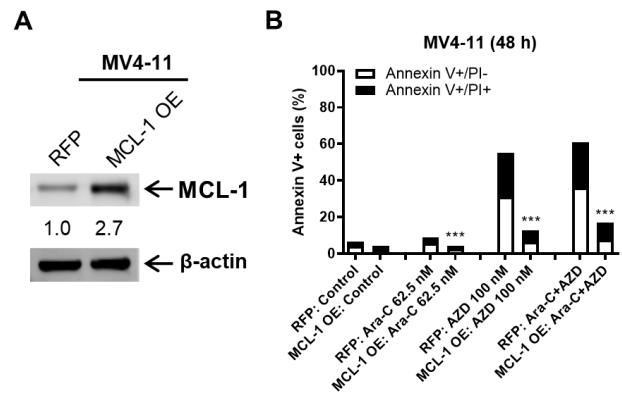 A
MV4-11
RFP
MCL-1 OE
MCL-1
1.0 2.7
β-actin
B
MV4-11 (48 h)
Annexin V+ cells (%)
100
80
60
40
20
0
Annexin V+/PI-
Annexin V+/PI+
***
***
***
RFP: Control
MCL-1 OE: Control
RFP: Ara-C 62.5 nM
MCL-1 OE: Ara-C 62.5 nM
RFP: AZD 100 nM
MCL-1 OE: AZD 100 nM
RFP: Ara-C+AZD
MCL-1 OE: Ara-C+AZD